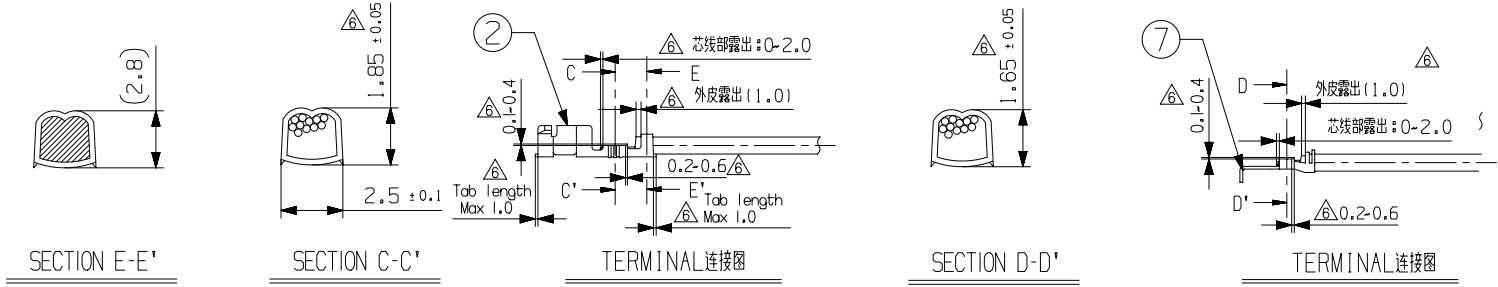 (2.8)
SECTION E-E'
6
1.85 ±0.05
2.5 ±0.1
SECTION C-C'
2
6 芯线部露出:0~2.0
C E
6 外皮露出(1.0)
6 0.1~0.4
0.2~0.6 6
6
Tab length
Max 1.0
C' E'
Tab length
6 Max 1.0
TERMINAL连接图
6
1.65 ±0.05
SECTION D-D'
7
6
D
外皮露出(1.0)
6 0.1~0.4
芯线部露出:0~2.0
D'
6 0.2~0.6
TERMINAL连接图